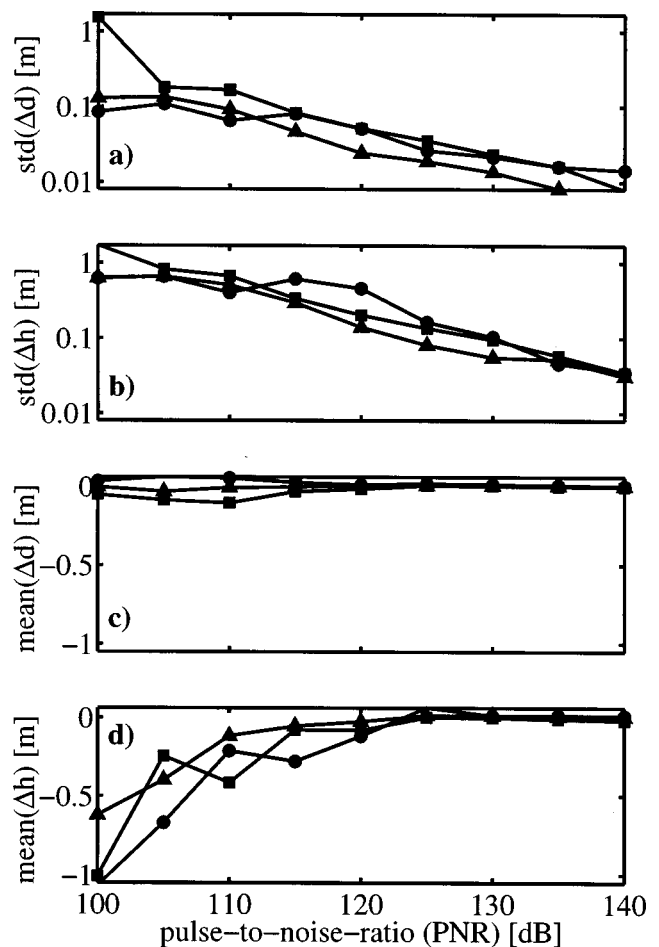 1
0.1
0.01
std(Δd) [m]
a)
1
0.1
0.01
std(Δh) [m]
b)
0
−0.5
−1
mean(Δd) [m]
c)
0
−0.5
−1
mean(Δh) [m]
d)
100 110 120 130 140
pulse−to−noise−ratio (PNR) [dB]